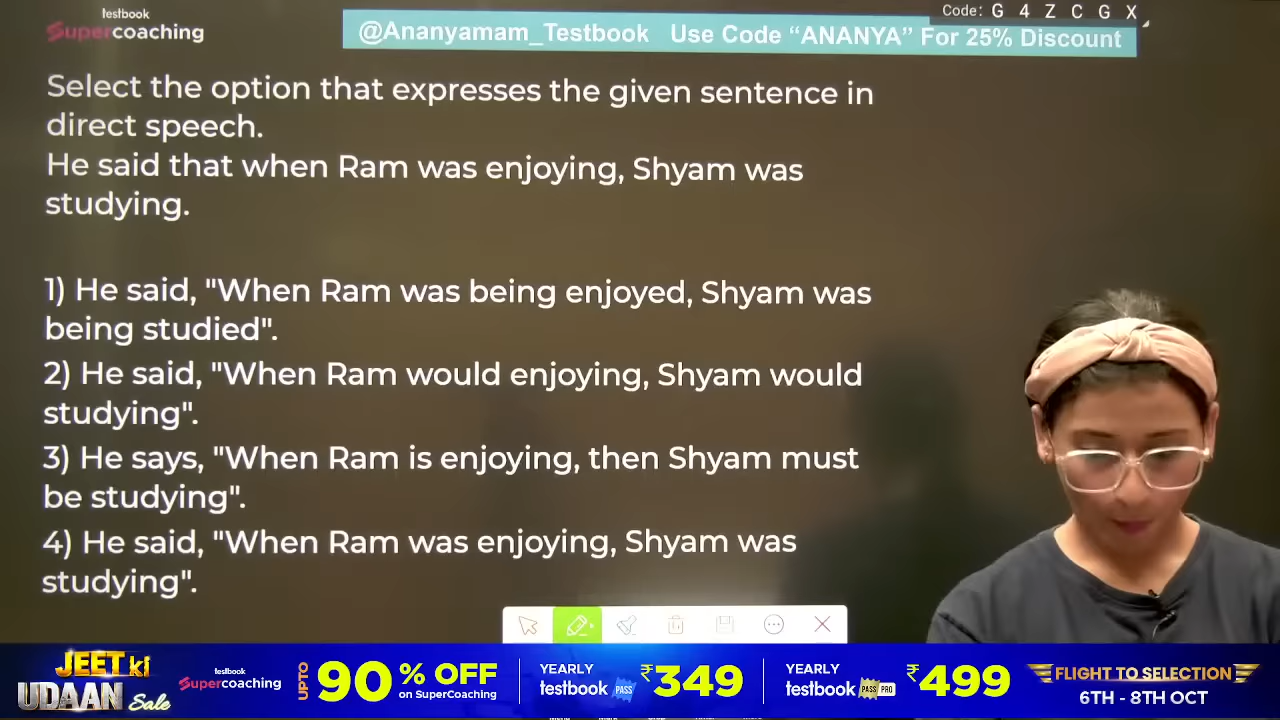 testbook
Supercoaching
@Ananyamam_Testbook Use Code “ANANYA” For 25% Discount
Code: G 4 Z C G X
Select the option that expresses the given sentence in
direct speech.
He said that when Ram was enjoying, Shyam was
studying.
1) He said, "When Ram was being enjoyed, Shyam was
being studied".
2) He said, "When Ram would enjoying, Shyam would
studying".
3) He says, "When Ram is enjoying, then Shyam must
be studying".
4) He said, "When Ram was enjoying, Shyam was
studying".
JEET ki
UDAAN Sale
testbook
Supercoaching
UPTO 90% OFF
on SuperCoaching
YEARLY
testbook PASS
₹349
YEARLY
testbook PASS PRO
₹499
FLIGHT TO SELECTION
6TH - 8TH OCT